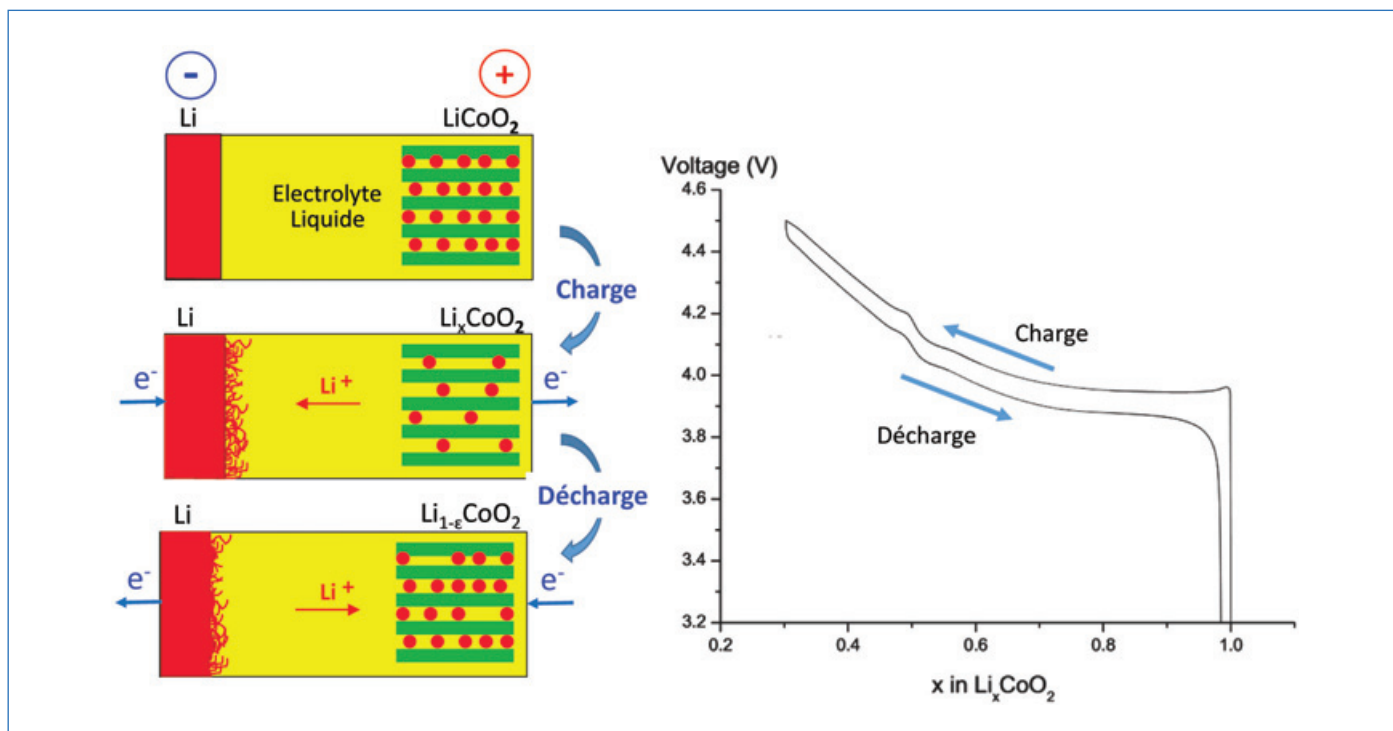 -
+
Li
LiCoO2
Electrolyte
Liquide
Charge
Li
LixCoO2
e-
Li+
e-
Décharge
Li
Li1-εCoO2
e-
Li+
e-
Voltage (V)
4.6
4.4
4.2
4.0
3.8
3.6
3.4
3.2
Charge
Décharge
0.2
0.4
0.6
0.8
1.0
x in LixCoO2